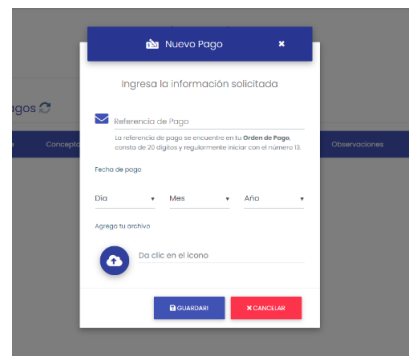 Nuevo Pago
Ingresa la información solicitada
agos
Referencia de Pago
La referencia de pago se encuentra en tu Orden de Pago,
consta de 20 dígitos y regularmente iniciar con el número 13.
Concepto
Observaciones
Fecha de pago
Día Mes Año
Agrega tu archivo
Da clic en el ícono
GUARDAR!
CANCELAR